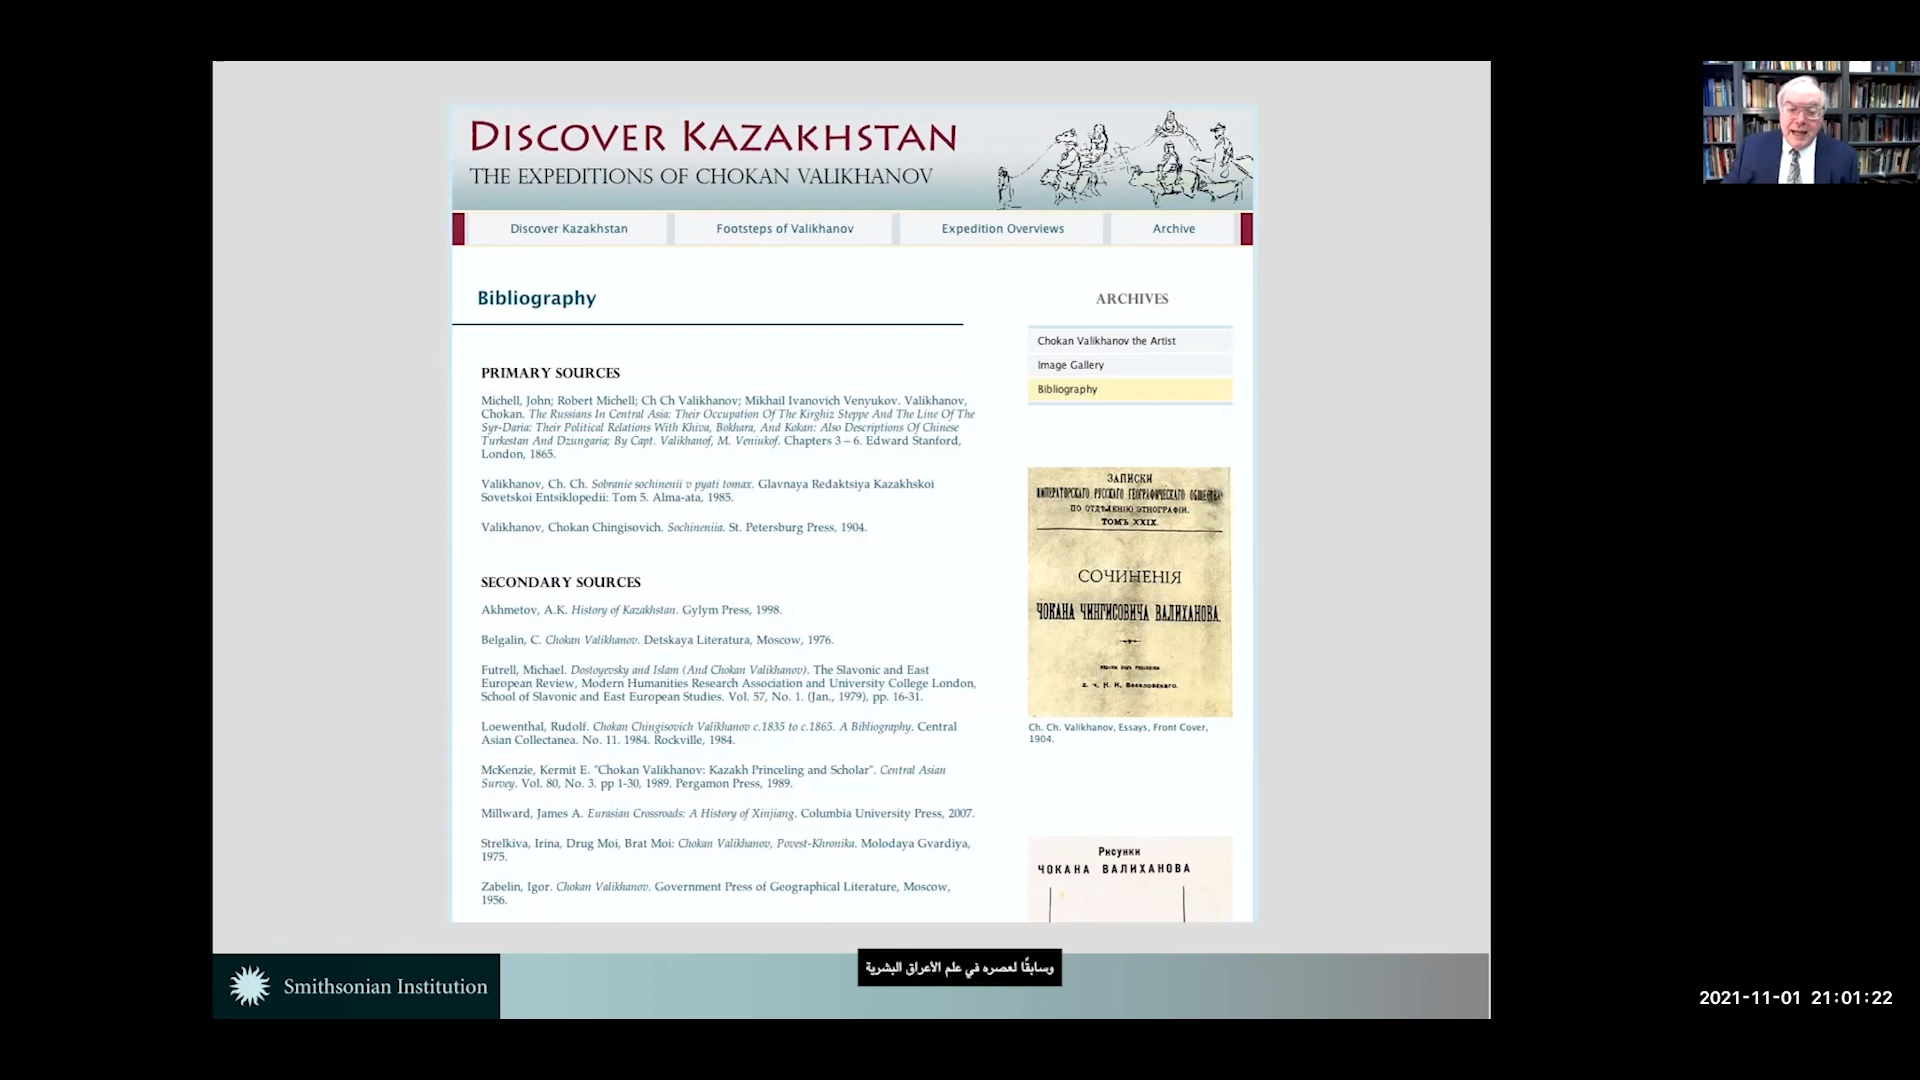 DISCOVER KAZAKHSTAN
THE EXPEDITIONS OF CHOKAN VALIKHANOV
Discover Kazakhstan
Footsteps of Valikhanov
Expedition Overviews
Archive
Bibliography
PRIMARY SOURCES
Michell, John; Robert Michell; Ch Ch Valikhanov; Mikhail Ivanovich Venyukov. Valikhanov,
Chokan. The Russians In Central Asia: Their Occupation Of The Kirghiz Steppe And The Line Of The
Syr-Daria: Their Political Relations With Khiva, Bokhara, And Kokan: Also Descriptions Of Chinese
Turkestan And Dzungaria; By Capt. Valikhanof, M. Veniukof. Chapters 3 – 6. Edward Stanford,
London, 1865.
Valikhanov, Ch. Ch. Sobranie sochinenii v pyati tomax. Glavnaya Redaktsiya Kazakhskoi
Sovetskoi Entsiklopedii: Tom 5. Alma-ata, 1985.
Valikhanov, Chokan Chingisovich. Sochineniia. St. Petersburg Press, 1904.
SECONDARY SOURCES
Akhmetov, A.K. History of Kazakhstan. Gylym Press, 1998.
Belgalin, C. Chokan Valikhanov. Detskaya Literatura, Moscow, 1976.
Futrell, Michael. Dostoyevsky and Islam (And Chokan Valikhanov). The Slavonic and East
European Review, Modern Humanities Research Association and University College London,
School of Slavonic and East European Studies. Vol. 57, No. 1. (Jan., 1979), pp. 16-31.
Loewenthal, Rudolf. Chokan Chingisovich Valikhanov c.1835 to c.1865. A Bibliography. Central
Asian Collectanea. No. 11. 1984. Rockville, 1984.
McKenzie, Kermit E. "Chokan Valikhanov: Kazakh Princeling and Scholar". Central Asian
Survey. Vol. 80, No. 3. pp 1-30, 1989. Pergamon Press, 1989.
Millward, James A. Eurasian Crossroads: A History of Xinjiang. Columbia University Press, 2007.
Strelkiva, Irina, Drug Moi, Brat Moi: Chokan Valikhanov, Povest-Khronika. Molodaya Gvardiya,
1975.
Zabelin, Igor. Chokan Valikhanov. Government Press of Geographical Literature, Moscow,
1956.
ARCHIVES
Chokan Valikhanov the Artist
Image Gallery
Bibliography
ЗАПИСКИ
ИМПЕРАТОРСКАГО РУССКАГО ГЕОГРАФИЧЕСКАГО ОБЩЕСТВА
ПО ОТДѢЛЕНІЮ ЭТНОГРАФІИ.
ТОМЪ XXIX.
СОЧИНЕНІЯ
ЧОКАНА ЧИНГИСОВИЧА ВАЛИХАНОВА.
Н. И. Веселовскаго.
Ch. Ch. Valikhanov, Essays, Front Cover,
1904.
Рисунки
ЧОКАНА ВАЛИХАНОВА
وسابقًا لعصره في علم الأعراق البشرية
Smithsonian Institution
2021-11-01 21:01:22